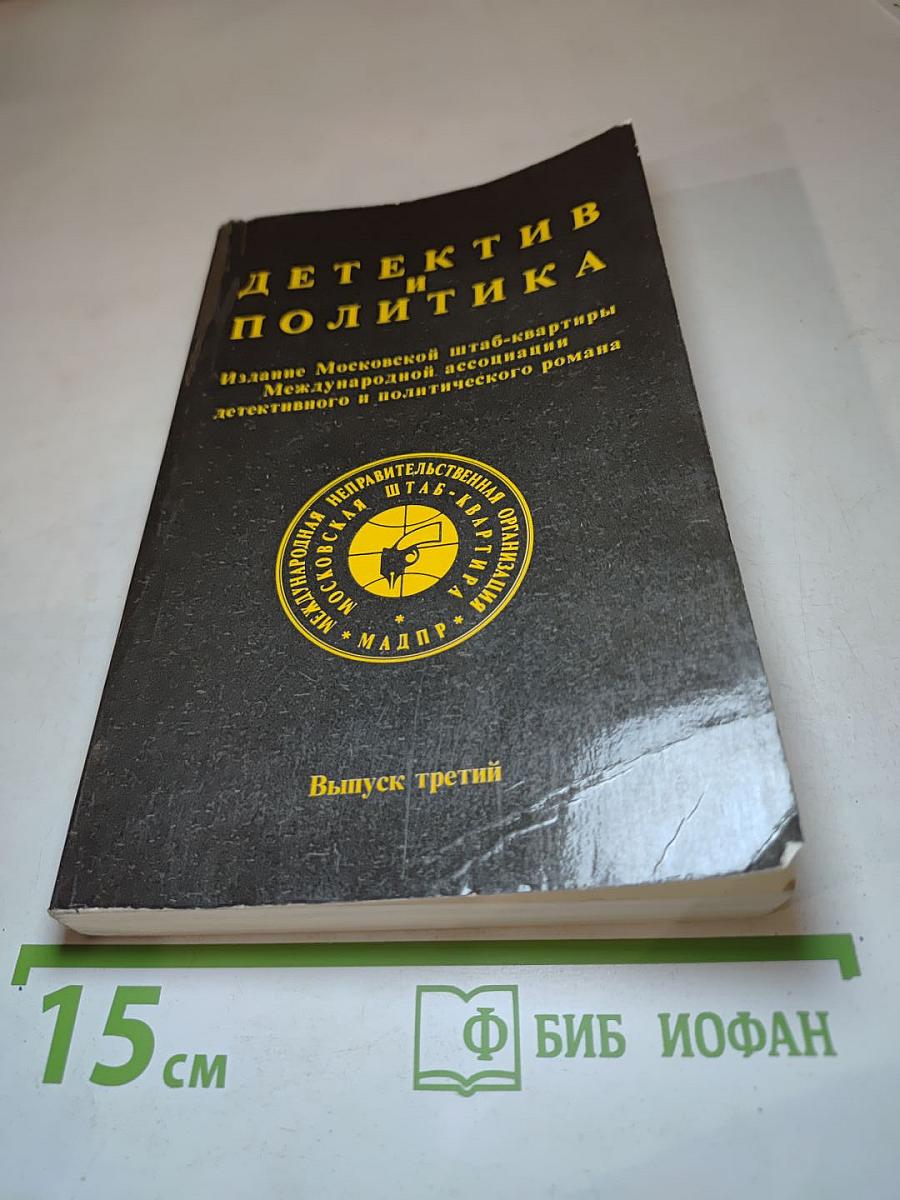 ДЕТЕКТИВ
И
ПОЛИТИКА
Издание Московской штаб-квартиры
Международной ассоциации
детективного и политического романа
МЕЖДУНАРОДНАЯ НЕПРАВИТЕЛЬСТВЕННАЯ ОРГАНИЗАЦИЯ
МОСКОВСКАЯ ШТАБ-КВАРТИРА
* МАДПР *
*
Выпуск третий
15 см
Ф БИБ ИОФАН